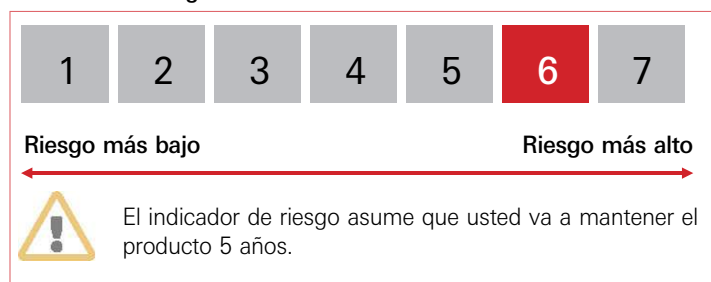 1 2 3 4 5 6 7
Riesgo más bajo Riesgo más alto
El indicador de riesgo asume que usted va a mantener el
producto 5 años.